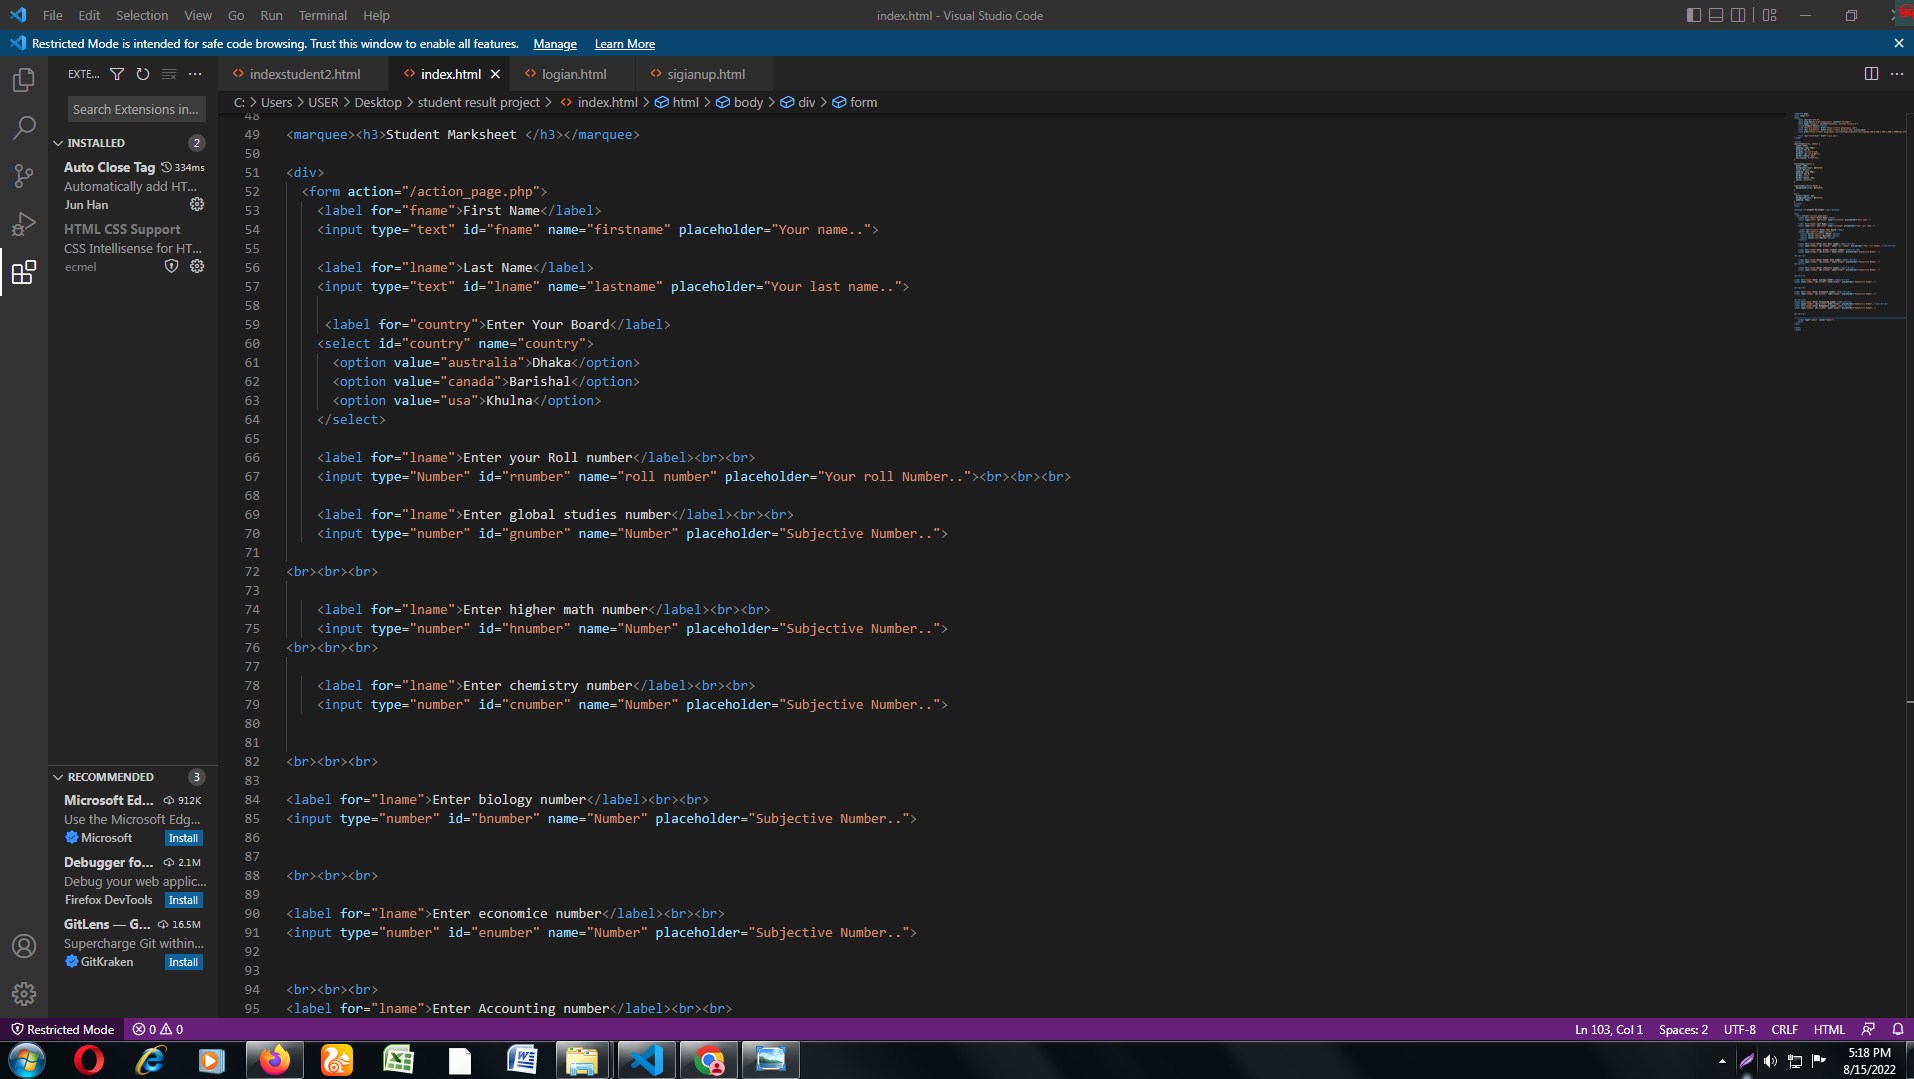 File Edit Selection View Go Run Terminal Help
index.html - Visual Studio Code
Restricted Mode is intended for safe code browsing. Trust this window to enable all features. Manage Learn More
EXTE...
indexstudent2.html
index.html
logian.html
sigianup.html
C: > Users > USER > Desktop > student result project > index.html > html > body > div > form
Search Extensions in...
INSTALLED 2
Auto Close Tag 334ms
Automatically add HT...
Jun Han
HTML CSS Support
CSS Intellisense for HT...
ecmel
RECOMMENDED 3
Microsoft Ed... 912K
Use the Microsoft Edg...
Microsoft Install
Debugger fo... 2.1M
Debug your web applic...
Firefox DevTools Install
GitLens — G... 16.5M
Supercharge Git within...
GitKraken Install
48
49 <marquee><h3>Student Marksheet </h3></marquee>
50
51 <div>
52 <form action="/action_page.php">
53 <label for="fname">First Name</label>
54 <input type="text" id="fname" name="firstname" placeholder="Your name..">
55
56 <label for="lname">Last Name</label>
57 <input type="text" id="lname" name="lastname" placeholder="Your last name..">
58
59 <label for="country">Enter Your Board</label>
60 <select id="country" name="country">
61 <option value="australia">Dhaka</option>
62 <option value="canada">Barishal</option>
63 <option value="usa">Khulna</option>
64 </select>
65
66 <label for="lname">Enter your Roll number</label><br><br>
67 <input type="Number" id="rnumber" name="roll number" placeholder="Your roll Number.."><br><br><br>
68
69 <label for="lname">Enter global studies number</label><br><br>
70 <input type="number" id="gnumber" name="Number" placeholder="Subjective Number..">
71
72 <br><br><br>
73
74 <label for="lname">Enter higher math number</label><br><br>
75 <input type="number" id="hnumber" name="Number" placeholder="Subjective Number..">
76 <br><br><br>
77
78 <label for="lname">Enter chemistry number</label><br><br>
79 <input type="number" id="cnumber" name="Number" placeholder="Subjective Number..">
80
81
82 <br><br><br>
83
84 <label for="lname">Enter biology number</label><br><br>
85 <input type="number" id="bnumber" name="Number" placeholder="Subjective Number..">
86
87
88 <br><br><br>
89
90 <label for="lname">Enter economice number</label><br><br>
91 <input type="number" id="enumber" name="Number" placeholder="Subjective Number..">
92
93
94 <br><br><br>
95 <label for="lname">Enter Accounting number</label><br><br>
Restricted Mode 0 0
Ln 103, Col 1 Spaces: 2 UTF-8 CRLF HTML
5:18 PM
8/15/2022